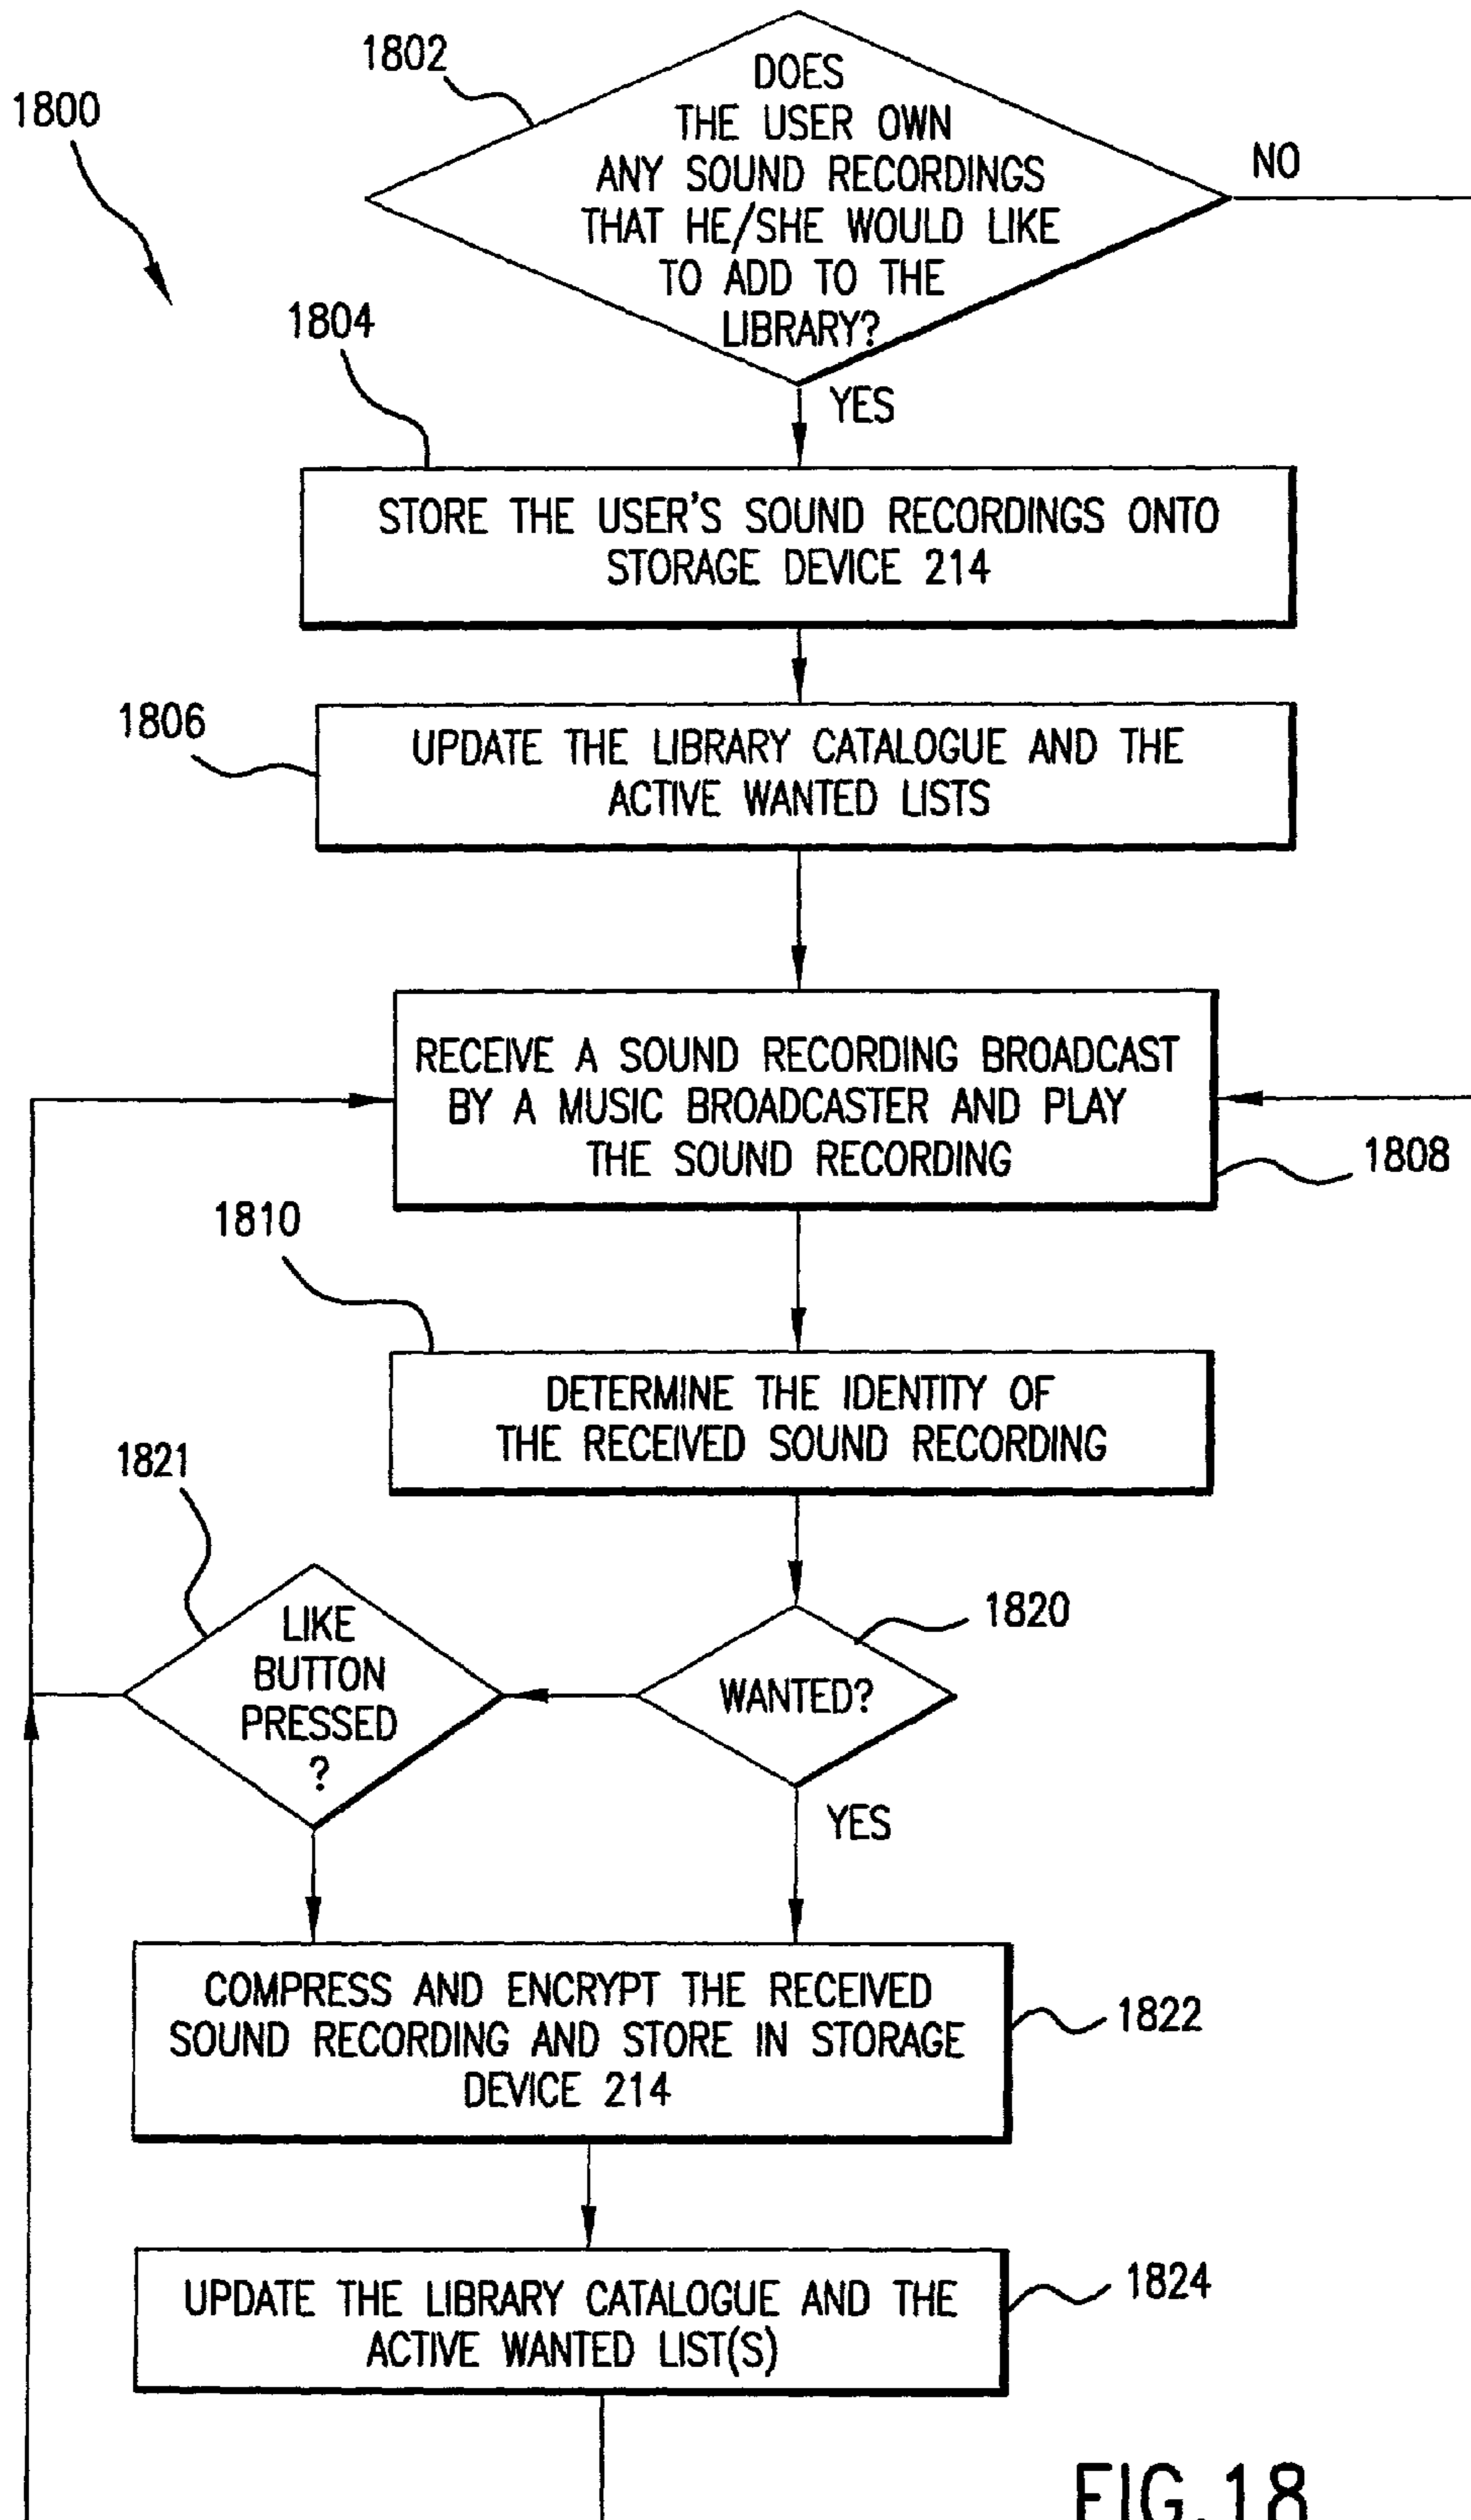 1802
1800
DOES
THE USER OWN
ANY SOUND RECORDINGS
THAT HE/SHE WOULD LIKE
TO ADD TO THE
LIBRARY?
NO
1804
YES
STORE THE USER'S SOUND RECORDINGS ONTO
STORAGE DEVICE 214
1806
UPDATE THE LIBRARY CATALOGUE AND THE
ACTIVE WANTED LISTS
RECEIVE A SOUND RECORDING BROADCAST
BY A MUSIC BROADCASTER AND PLAY
THE SOUND RECORDING
1808
1810
DETERMINE THE IDENTITY OF
THE RECEIVED SOUND RECORDING
1821
LIKE
BUTTON
PRESSED
?
1820
WANTED?
YES
COMPRESS AND ENCRYPT THE RECEIVED
SOUND RECORDING AND STORE IN STORAGE
DEVICE 214
1822
UPDATE THE LIBRARY CATALOGUE AND THE
ACTIVE WANTED LIST(S)
1824
FIG.18